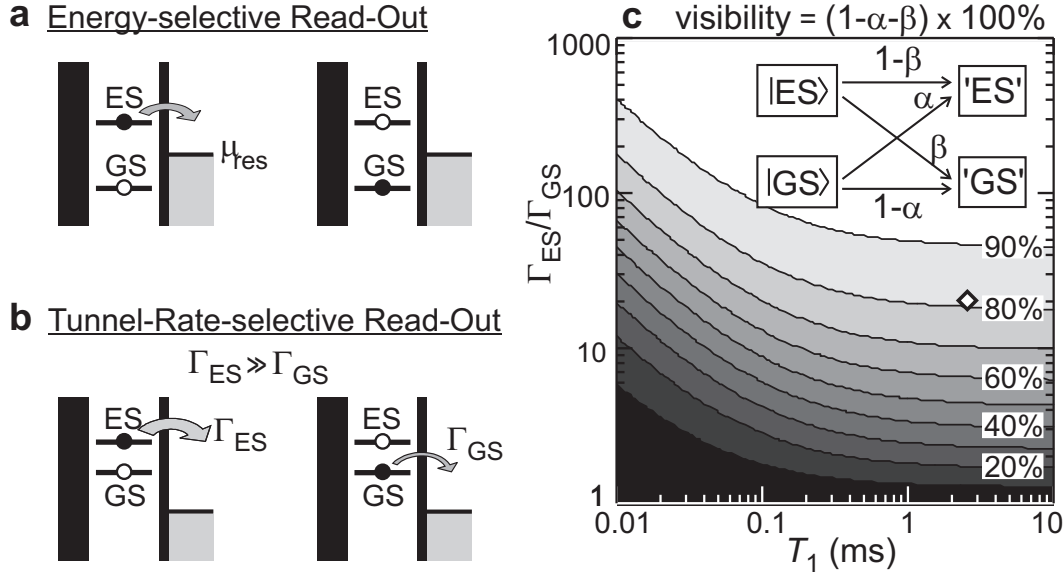 a Energy-selective Read-Out
ES
GS
μres
ES
GS
b Tunnel-Rate-selective Read-Out
ΓES ≫ ΓGS
ES
ΓES
GS
ES
ΓGS
GS
c visibility = (1-α-β) x 100%
1000
100
10
1
ΓES/ΓGS
|ES⟩
1-β
'ES'
α
β
|GS⟩
1-α
'GS'
90%
80%
60%
40%
20%
0.01 0.1 1 10
T1 (ms)